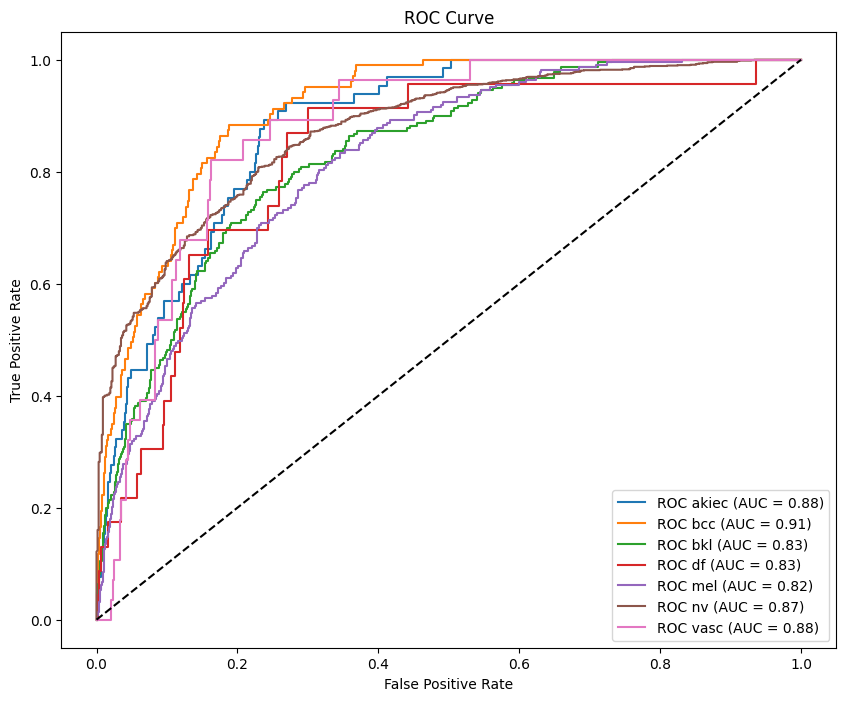 ROC Curve
1.0
0.8
0.6
0.4
0.2
0.0
True Positive Rate
0.0 0.2 0.4 0.6 0.8 1.0
False Positive Rate
ROC akiec (AUC = 0.88)
ROC bcc (AUC = 0.91)
ROC bkl (AUC = 0.83)
ROC df (AUC = 0.83)
ROC mel (AUC = 0.82)
ROC nv (AUC = 0.87)
ROC vasc (AUC = 0.88)